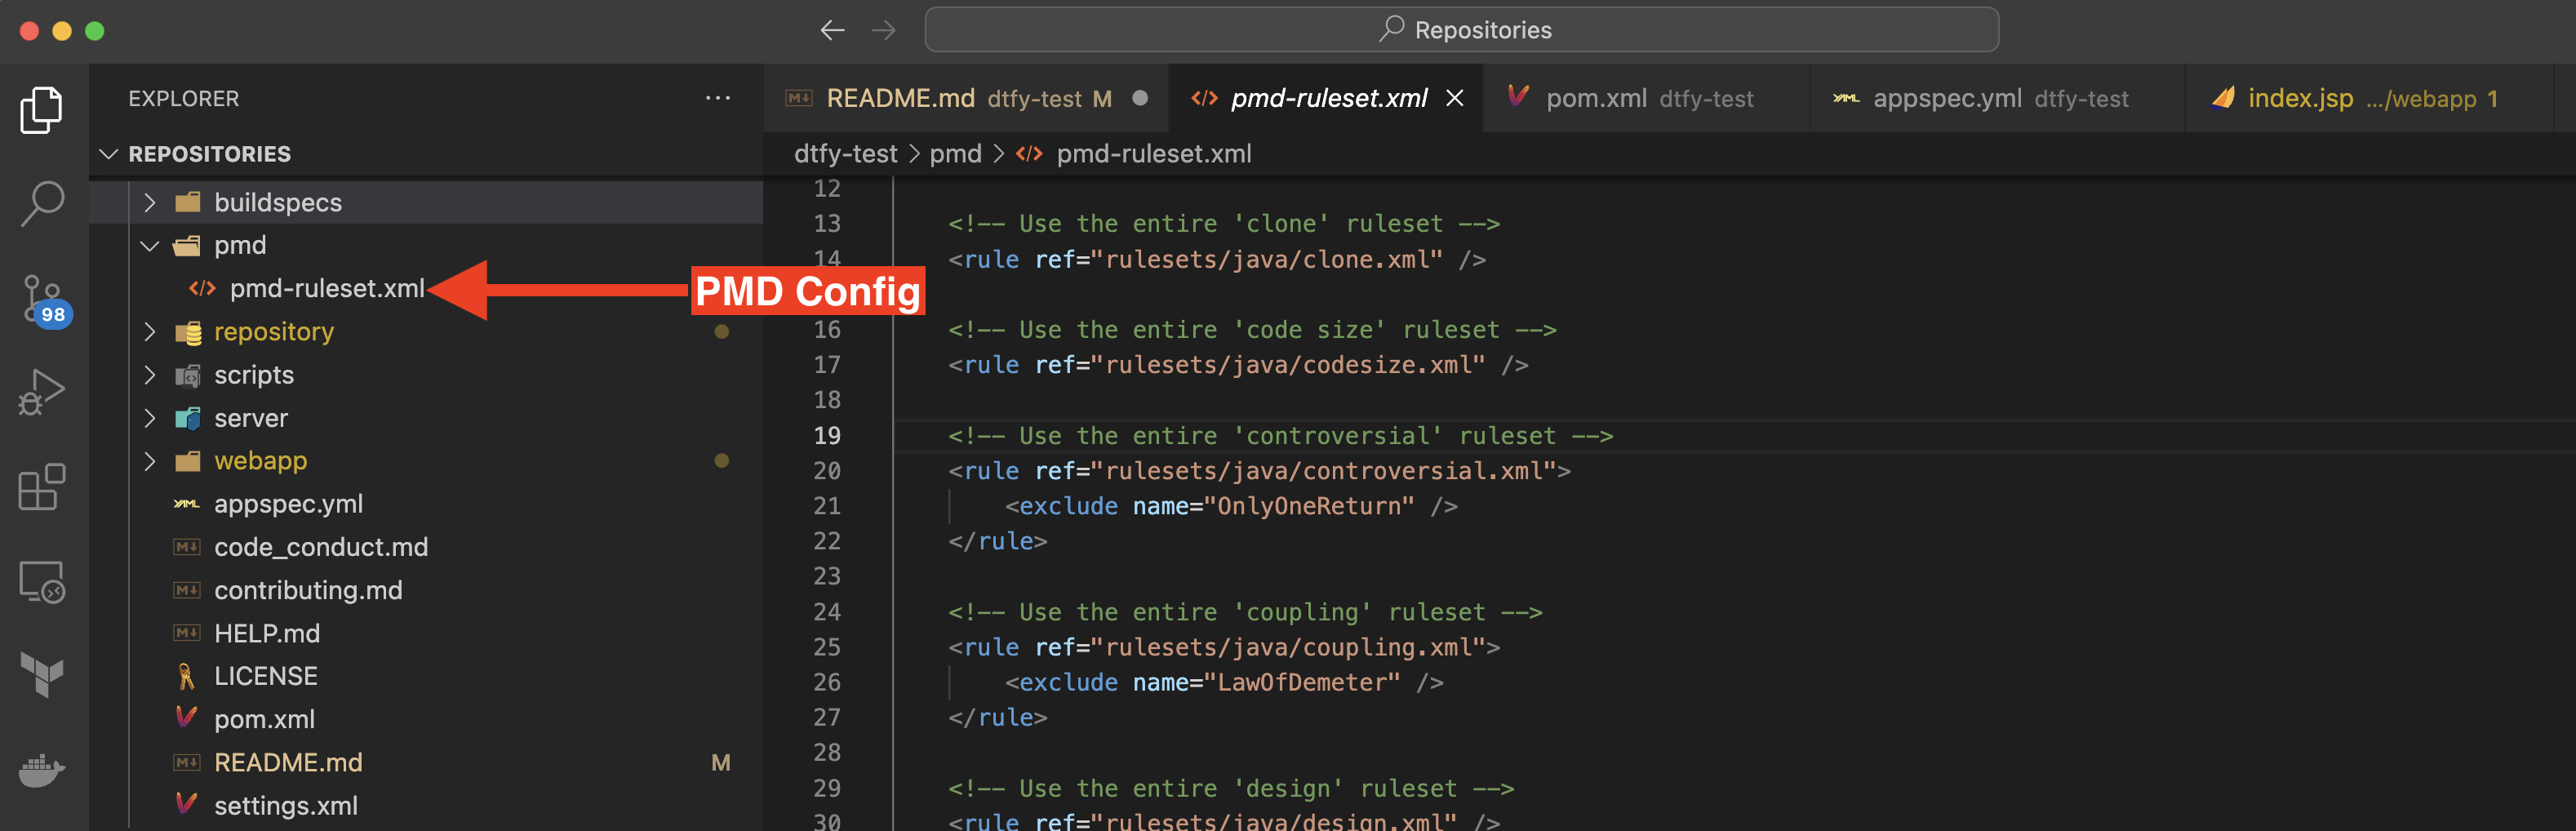 Repositories
EXPLORER
REPOSITORIES
buildspecs
pmd
pmd-ruleset.xml
repository
scripts
server
webapp
appspec.yml
code_conduct.md
contributing.md
HELP.md
LICENSE
pom.xml
README.md M
settings.xml
98
PMD Config
README.md dtfy-test M
pmd-ruleset.xml
pom.xml dtfy-test
appspec.yml dtfy-test
index.jsp .../webapp 1
dtfy-test > pmd > pmd-ruleset.xml
12
13 <!-- Use the entire 'clone' ruleset -->
14 <rule ref="rulesets/java/clone.xml" />
16 <!-- Use the entire 'code size' ruleset -->
17 <rule ref="rulesets/java/codesize.xml" />
18
19 <!-- Use the entire 'controversial' ruleset -->
20 <rule ref="rulesets/java/controversial.xml">
21 <exclude name="OnlyOneReturn" />
22 </rule>
23
24 <!-- Use the entire 'coupling' ruleset -->
25 <rule ref="rulesets/java/coupling.xml">
26 <exclude name="LawOfDemeter" />
27 </rule>
28
29 <!-- Use the entire 'design' ruleset -->
30 <rule ref="rulesets/java/design.xml" />